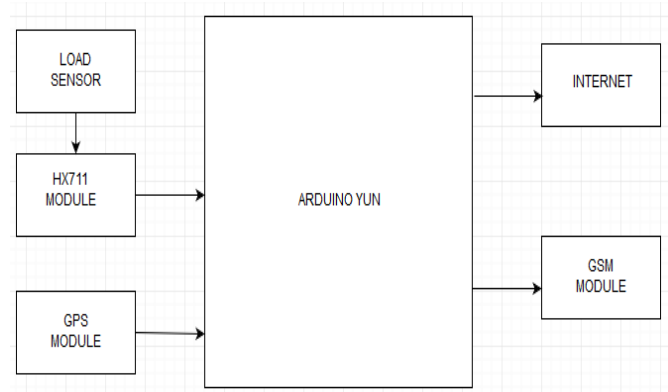 LOAD
SENSOR
HX711
MODULE
GPS
MODULE
ARDUINO YUN
INTERNET
GSM
MODULE